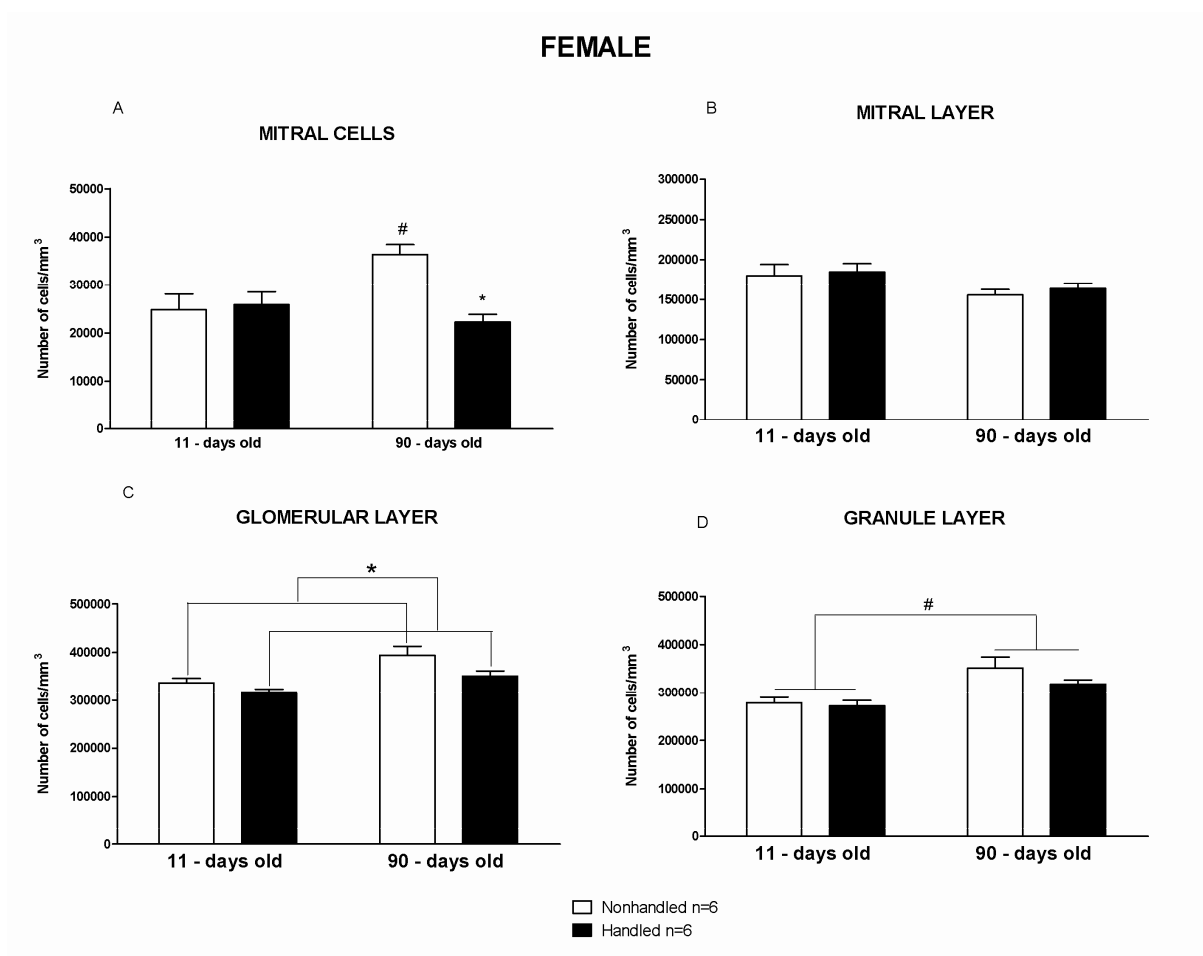 FEMALE
A
MITRAL CELLS
Number of cells/mm³
50000
40000
30000
20000
10000
0
#
*
11 - days old
90 - days old
B
MITRAL LAYER
Number of cells/mm³
300000
250000
200000
150000
100000
50000
0
11 - days old
90 - days old
C
GLOMERULAR LAYER
Number of cells/mm³
500000
400000
300000
200000
100000
0
*
11 - days old
90 - days old
D
GRANULE LAYER
Number of cells/mm³
500000
400000
300000
200000
100000
0
#
11 - days old
90 - days old
Nonhandled n=6
Handled n=6